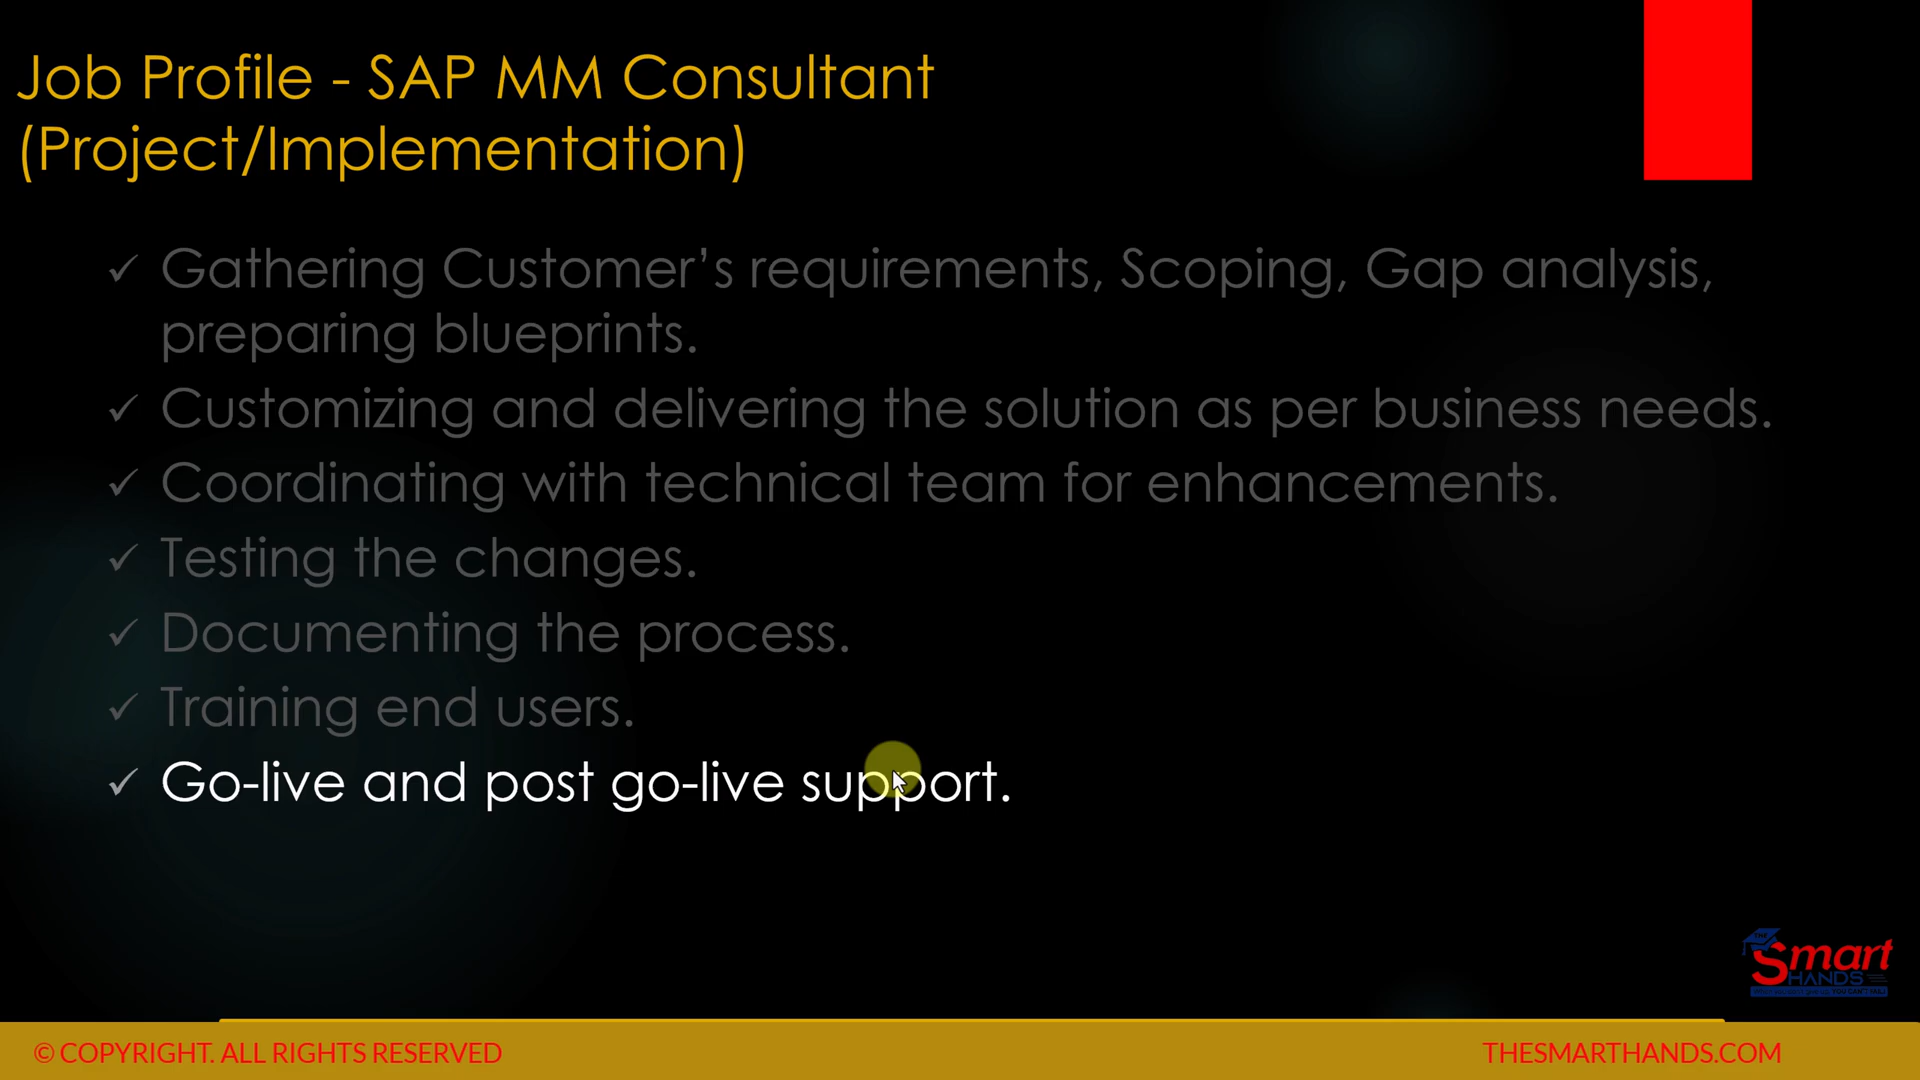 Job Profile - SAP MM Consultant
(Project/Implementation)
✓ Gathering Customer’s requirements, Scoping, Gap analysis,
preparing blueprints.
✓ Customizing and delivering the solution as per business needs.
✓ Coordinating with technical team for enhancements.
✓ Testing the changes.
✓ Documenting the process.
✓ Training end users.
✓ Go-live and post go-live support.
THE
Smart
HANDS
© COPYRIGHT. ALL RIGHTS RESERVED
THESMARTHANDS.COM